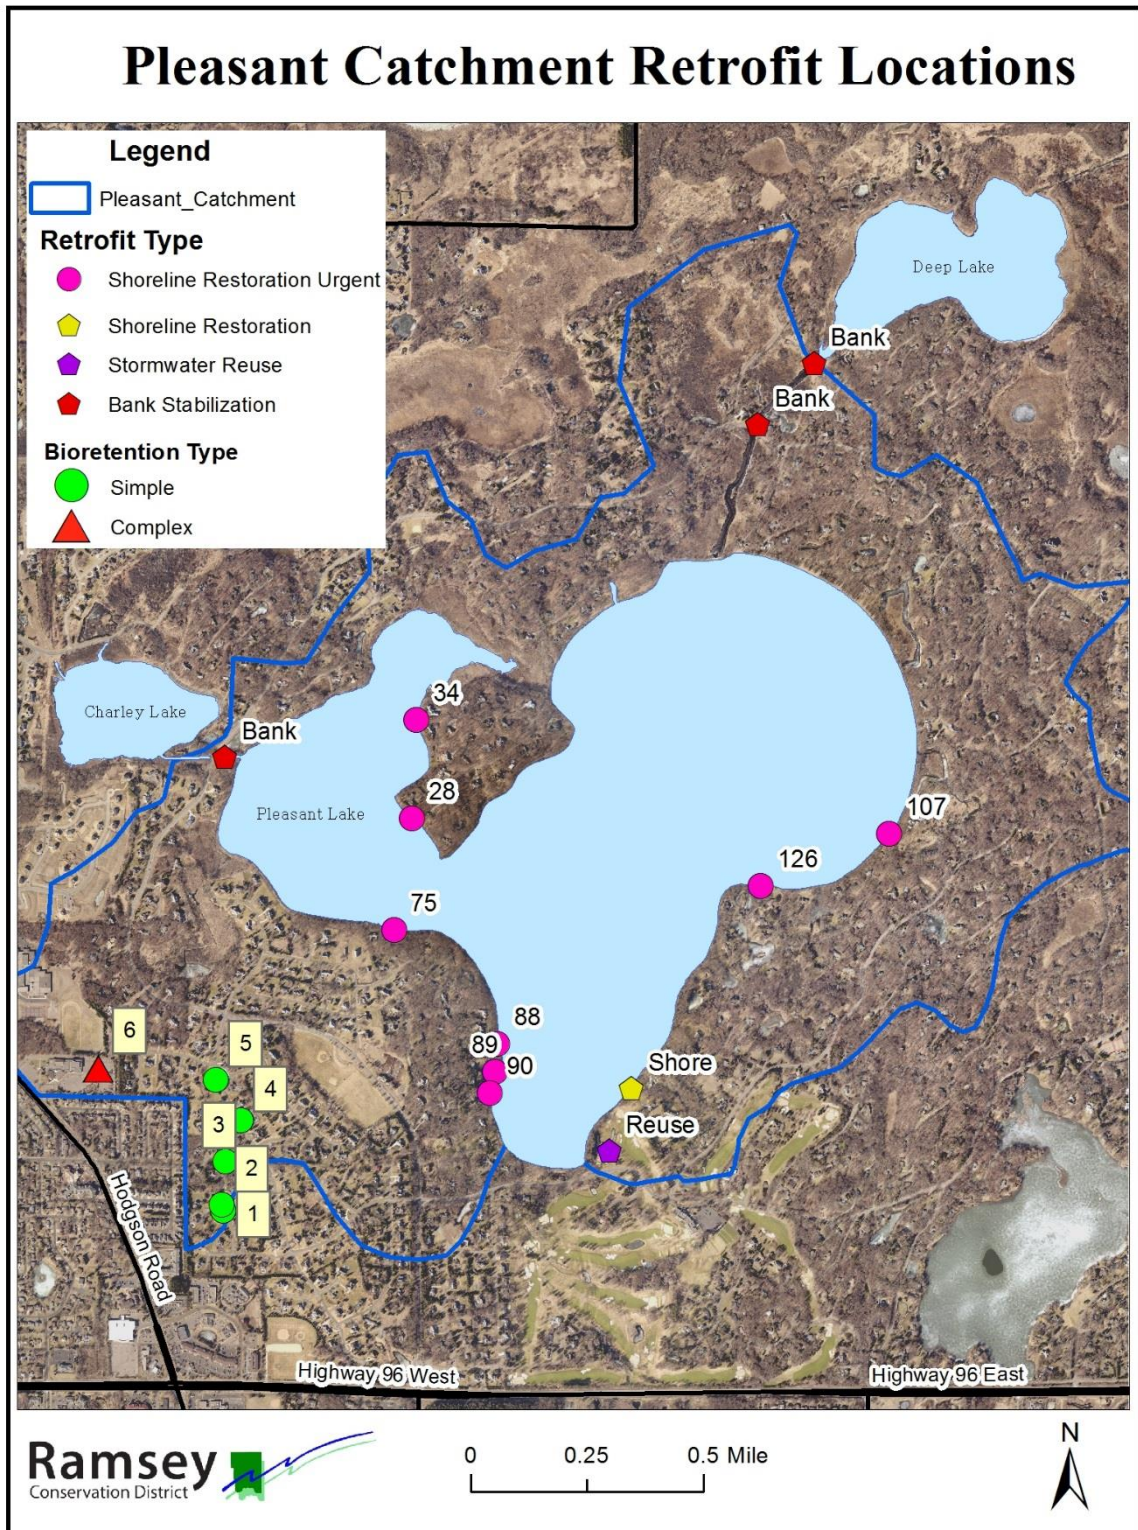 Pleasant Catchment Retrofit Locations
Legend
Pleasant_Catchment
Retrofit Type
Shoreline Restoration Urgent
Shoreline Restoration
Stormwater Reuse
Bank Stabilization
Bioretention Type
Simple
Complex
Deep Lake
Bank
Bank
34
Charley Lake
Bank
28
Pleasant Lake
107
126
75
88
6
89
5
90
Shore
4
3
Reuse
2
1
Hodgson Road
Highway 96 West
Highway 96 East
Ramsey
Conservation District
0 0.25 0.5 Mile
N